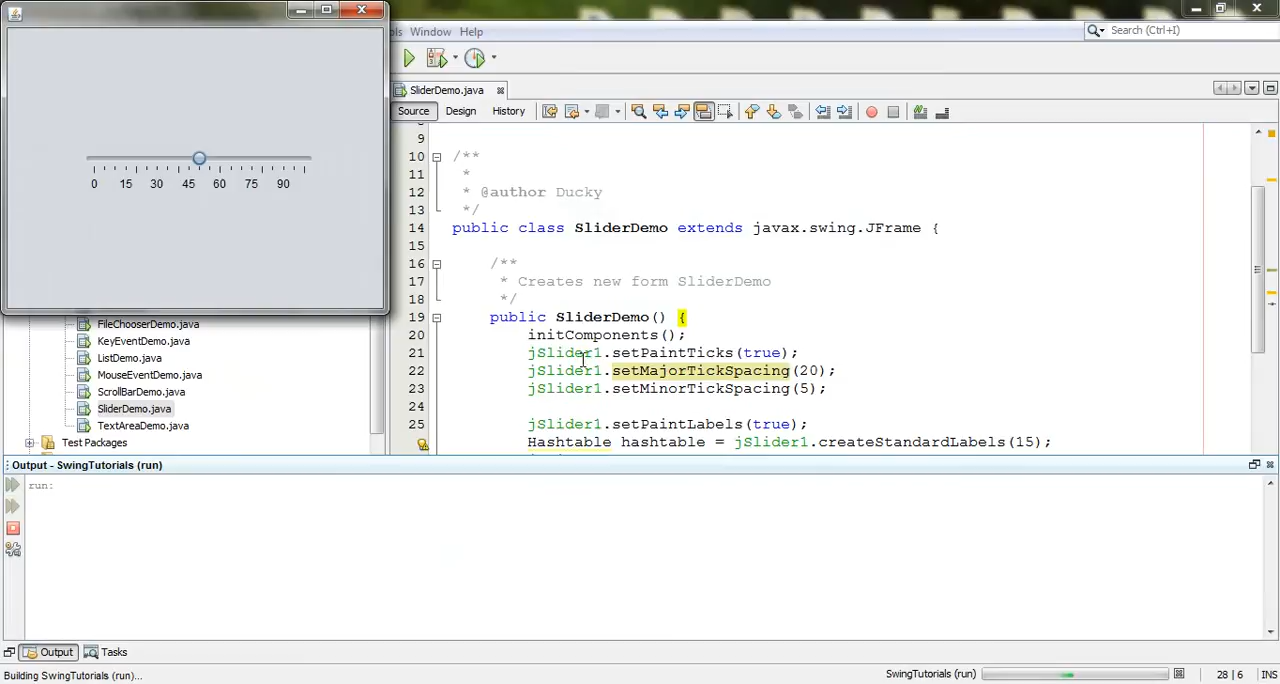 ols Window Help
Search (Ctrl+I)
SliderDemo.java
Source Design History
0 15 30 45 60 75 90
9
10 /**
11 *
12 * @author Ducky
13 */
14 public class SliderDemo extends javax.swing.JFrame {
15
16 /**
17 * Creates new form SliderDemo
18 */
19 public SliderDemo() {
20 initComponents();
21 jSlider1.setPaintTicks(true);
22 jSlider1.setMajorTickSpacing(20);
23 jSlider1.setMinorTickSpacing(5);
24
25 jSlider1.setPaintLabels(true);
Hashtable hashtable = jSlider1.createStandardLabels(15);
FileChooserDemo.java
KeyEventDemo.java
ListDemo.java
MouseEventDemo.java
ScrollBarDemo.java
SliderDemo.java
TextAreaDemo.java
Test Packages
Output - SwingTutorials (run)
run:
Output Tasks
Building SwingTutorials (run)...
SwingTutorials (run)
28 | 6 INS